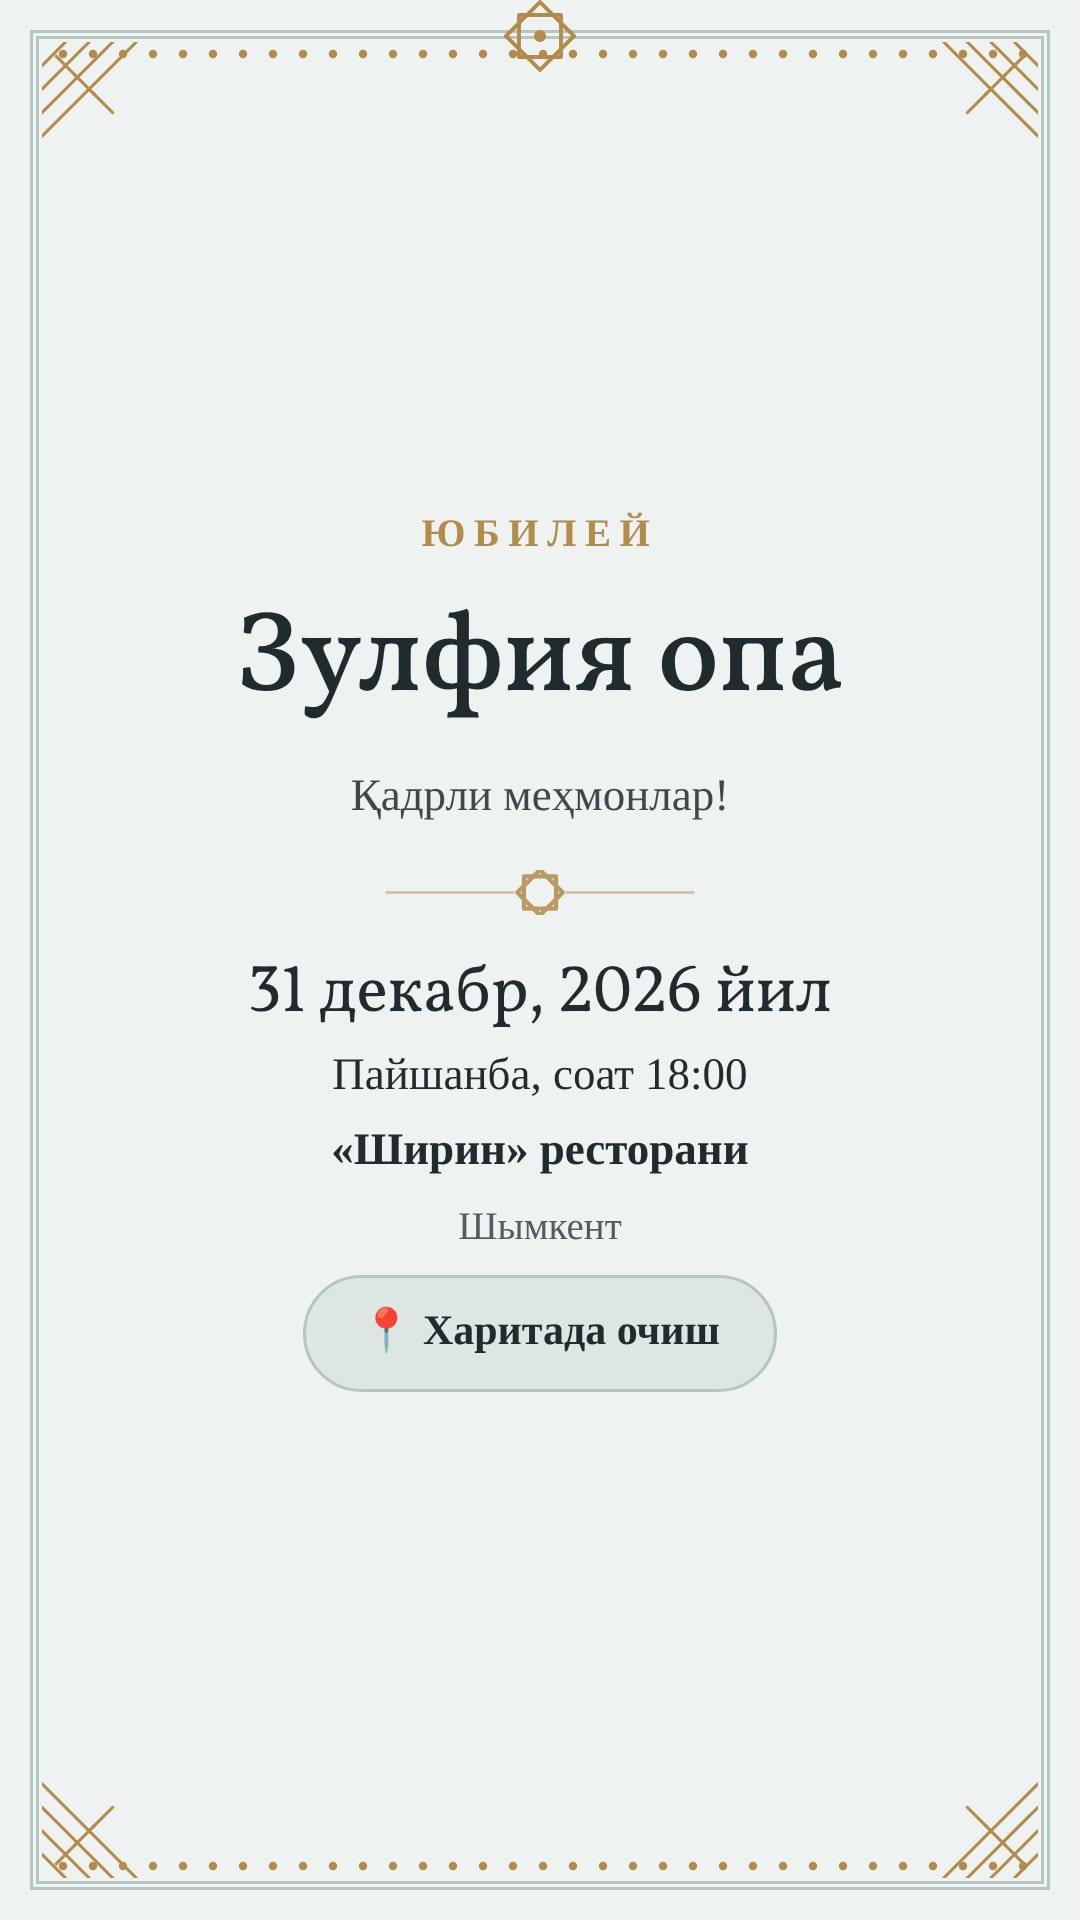 ЮБИЛЕЙ
Зулфия опа
Қадрли меҳмонлар!
31 декабр, 2026 йил
Пайшанба, соат 18:00
«Ширин» ресторани
Шымкент
📍 Харитада очиш